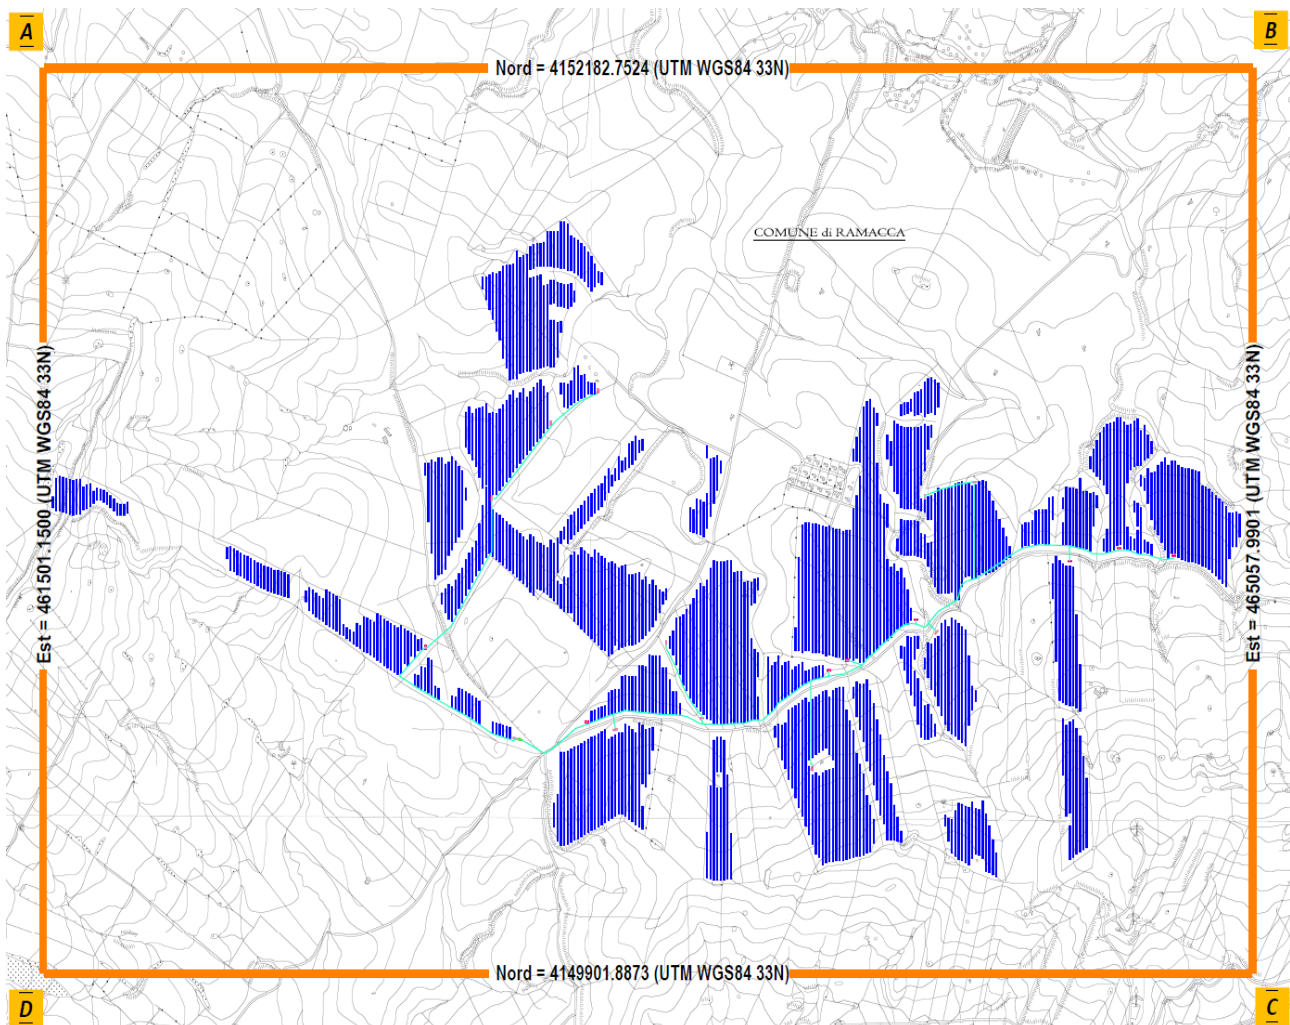 A
B
Nord = 4152182.7524 (UTM WGS84 33N)
COMUNE di RAMACCA
Est = 461501.1500 (UTM WGS84 33N)
Est = 465057.9901 (UTM WGS84 33N)
Nord = 4149901.8873 (UTM WGS84 33N)
D
C